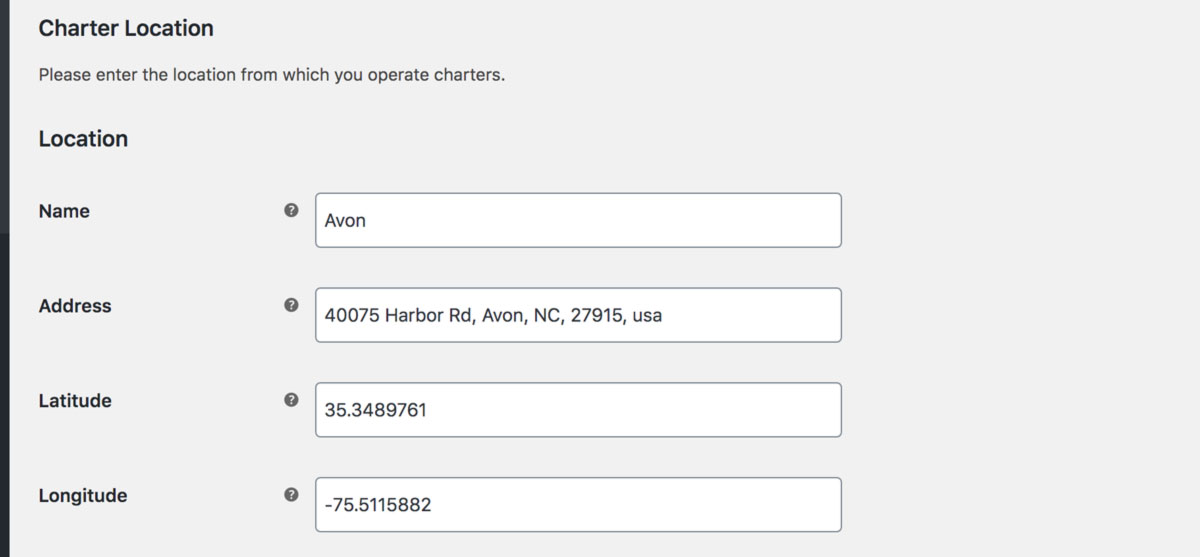 Charter Location
Please enter the location from which you operate charters.
Location
Name
Avon
Address
40075 Harbor Rd, Avon, NC, 27915, usa
Latitude
35.3489761
Longitude
-75.5115882